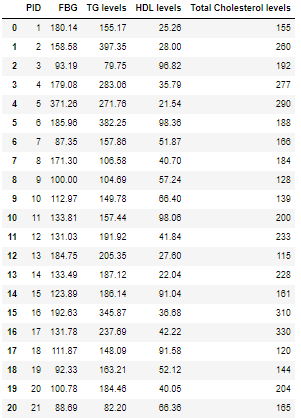 PID FBG TG levels HDL levels Total Cholesterol levels
0 1 180.14 155.17 25.26 155
1 2 158.58 397.35 28.00 260
2 3 93.19 79.75 96.82 192
3 4 179.08 283.06 35.79 277
4 5 371.26 271.76 21.54 290
5 6 185.96 382.25 98.36 188
6 7 87.35 157.86 51.87 166
7 8 171.30 106.58 40.70 184
8 9 100.00 104.69 57.24 128
9 10 112.97 149.78 66.40 139
10 11 133.81 157.44 98.06 200
11 12 131.03 191.92 41.84 233
12 13 184.75 205.35 27.60 115
13 14 133.49 187.12 22.04 228
14 15 123.89 186.14 91.04 161
15 16 192.63 345.87 36.68 310
16 17 131.78 237.69 42.22 330
17 18 111.87 148.09 91.58 120
18 19 92.33 163.21 52.12 144
19 20 100.78 184.46 40.05 204
20 21 88.69 82.20 66.36 165